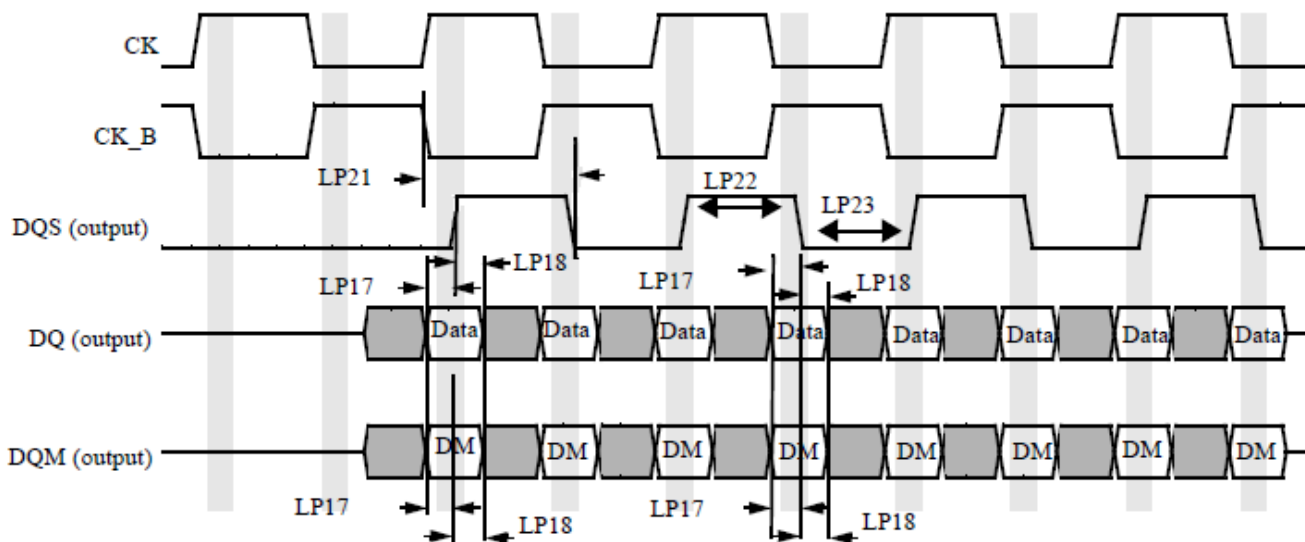 CK
CK_B
LP21
LP22
LP23
DQS (output)
LP17
LP18
LP17
LP18
DQ (output)
Data
Data
Data
Data
Data
Data
Data
Data
DQM (output)
DM
DM
DM
DM
DM
DM
DM
DM
LP17
LP18
LP17
LP18